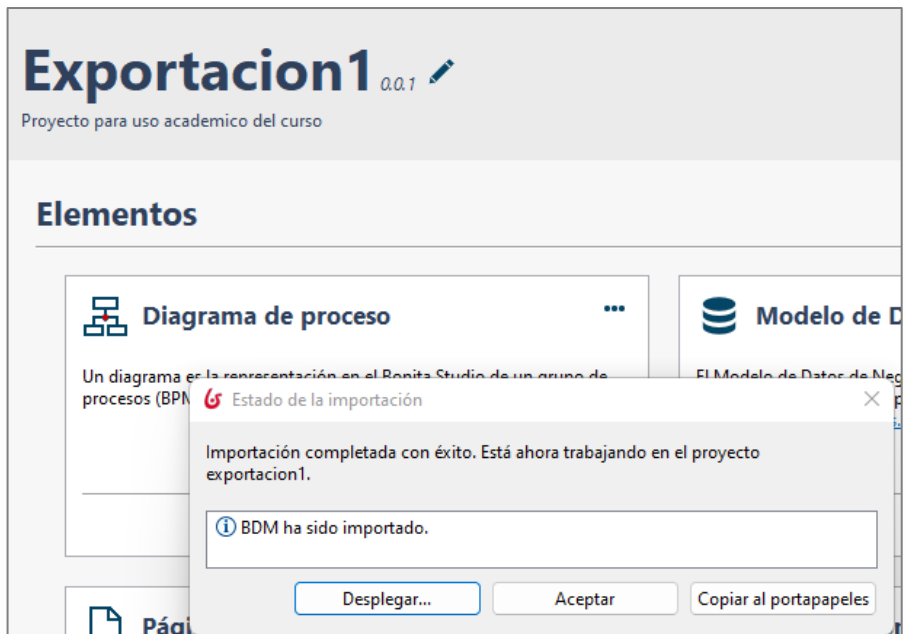 Exportacion1 0.0.1
Proyecto para uso academico del curso
Elementos
Diagrama de proceso
Modelo de D
Un diagrama es la representación en el Bonita Studio de un grupo de
procesos (BPM
El Modelo de Datos de Neg
Estado de la importación
Importación completada con éxito. Está ahora trabajando en el proyecto
exportacion1.
BDM ha sido importado.
Desplegar...
Aceptar
Copiar al portapapeles
Pági